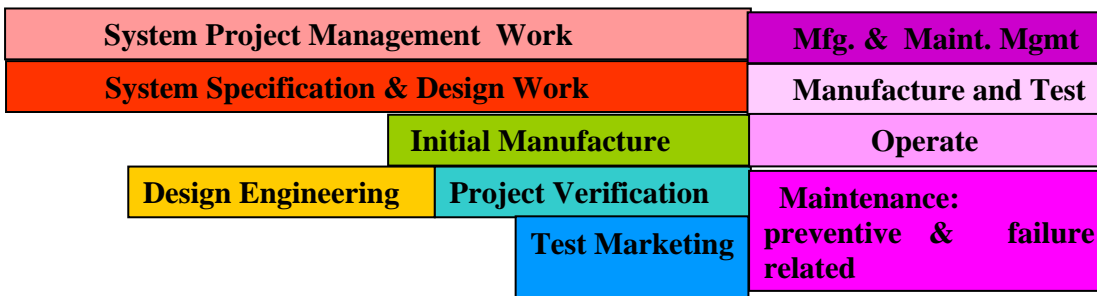 System Project Management Work
Mfg. & Maint. Mgmt
System Specification & Design Work
Manufacture and Test
Initial Manufacture
Operate
Design Engineering
Project Verification
Maintenance:
preventive & failure
related
Test Marketing